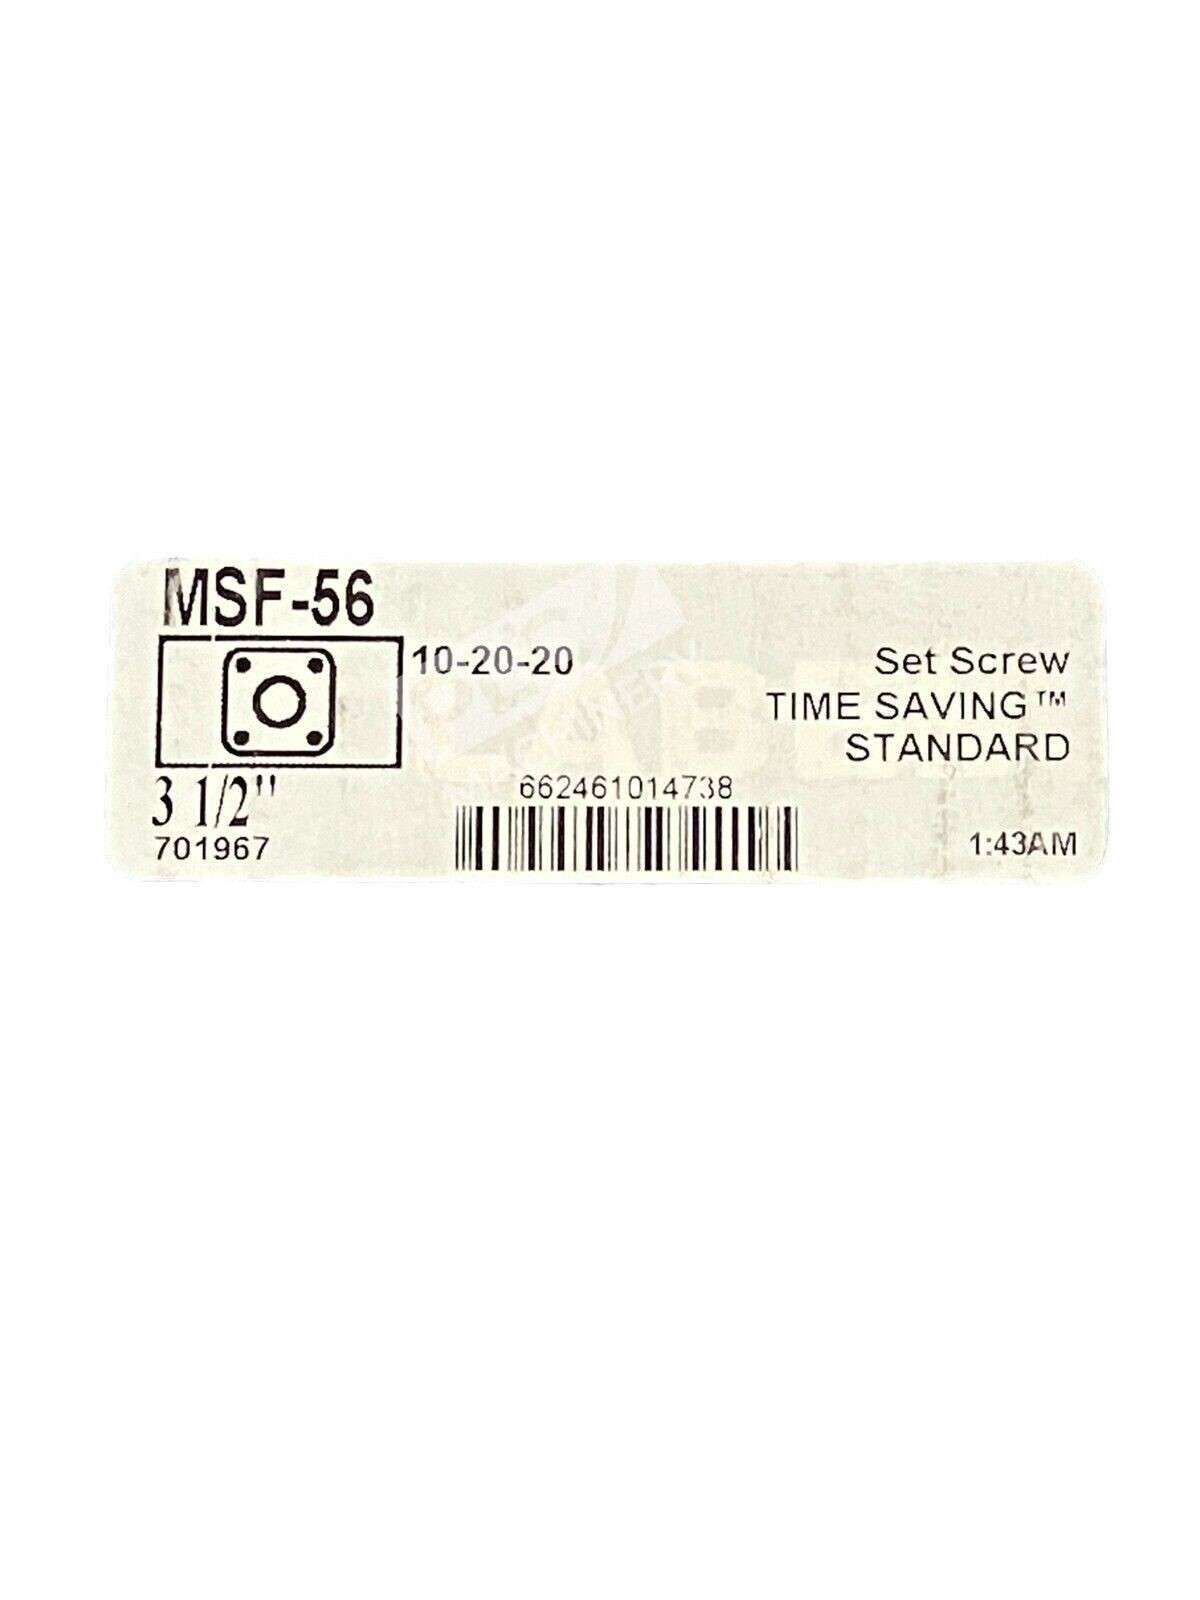 MSF-56
10-20-20
Set Screw
TIME SAVING™
STANDARD
3 1/2"
662461014738
701967
1:43AM